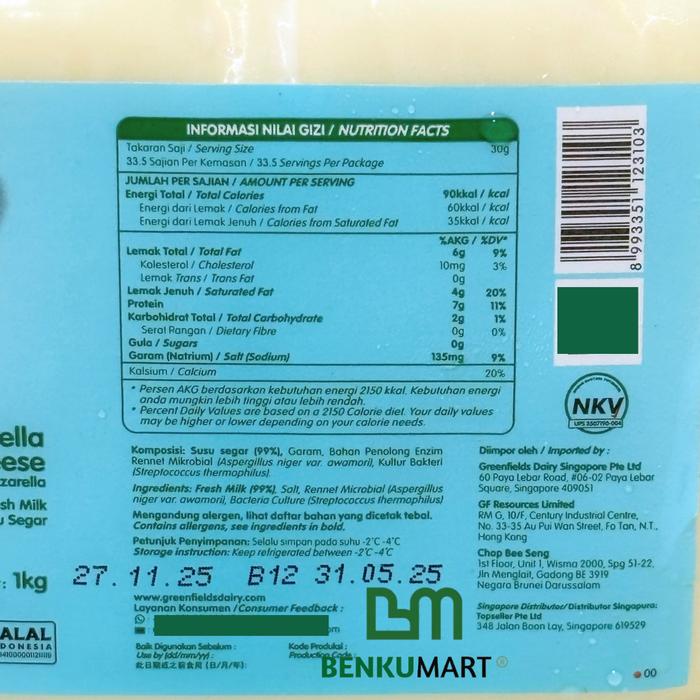 INFORMASI NILAI GIZI / NUTRITION FACTS
Takaran Saji / Serving Size 30g
33.5 Sajian Per Kemasan / 33.5 Servings Per Package
JUMLAH PER SAJIAN / AMOUNT PER SERVING
Energi Total / Total Calories 90kkal / kcal
Energi dari Lemak / Calories from Fat 60kkal / kcal
Energi dari Lemak Jenuh / Calories from Saturated Fat 35kkal / kcal
%AKG / %DV*
Lemak Total / Total Fat 6g 9%
Kolesterol / Cholesterol 10mg 3%
Lemak Trans / Trans Fat 0g
Lemak Jenuh / Saturated Fat 4g 20%
Protein 7g 11%
Karbohidrat Total / Total Carbohydrate 2g 1%
Serat Pangan / Dietary Fibre 0g 0%
Gula / Sugars 0g
Garam (Natrium) / Salt (Sodium) 135mg 9%
Kalsium / Calcium 20%
* Persen AKG berdasarkan kebutuhan energi 2150 kkal. Kebutuhan energi
anda mungkin lebih tinggi atau lebih rendah.
* Percent Daily Values are based on a 2150 Calorie diet. Your daily values
may be higher or lower depending on your calorie needs.
8 993351 123103
NKV
ella
ese
zarella
sh Milk
u Segar
: 1kg
ALAL
DONESIA
Komposisi: Susu segar (99%), Garam, Bahan Penolong Enzim
Rennet Mikrobial (Aspergillus niger var. awamori), Kultur Bakteri
(Streptococcus thermophilus).
Ingredients: Fresh Milk (99%), Salt, Rennet Microbial (Aspergillus
niger var. awamori), Bacteria Culture (Streptococcus thermophilus)
Mengandung alergen, lihat daftar bahan yang dicetak tebal.
Contains allergens, see ingredients in bold.
Petunjuk Penyimpanan: Selalu simpan pada suhu -2°C -4°C
Storage instruction: Keep refrigerated between -2°C -4°C
27.11.25 B12 31.05.25
www.greenfieldsdairy.com
Layanan Konsumen /Consumer Feedback :
om
Baik Digunakan Sebelum :
Use by (dd/mm/yy) :
此日期或之前食用 (日/月/年):
Kode Produksi :
Production Code :
Diimpor oleh / Imported by :
Greenfields Dairy Singapore Pte Ltd
60 Paya Lebar Road, #06-02 Paya Lebar
Square, Singapore 409051
GF Resources Limited
RM G, 10/F, Century Industrial Centre,
No. 33-35 Au Pui Wan Street, Fo Tan, N.T.,
Hong Kong
Chop Bee Seng
1st Floor, Unit 1, Wisma 2000, Spg 51-22,
Jln Menglait, Gadong BE 3919
Negara Brunei Darussalam
Singapore Distributor/ Distributor Singapura:
Topseller Pte Ltd
348 Jalan Boon Lay, Singapore 619529
BENKUMART ®
00